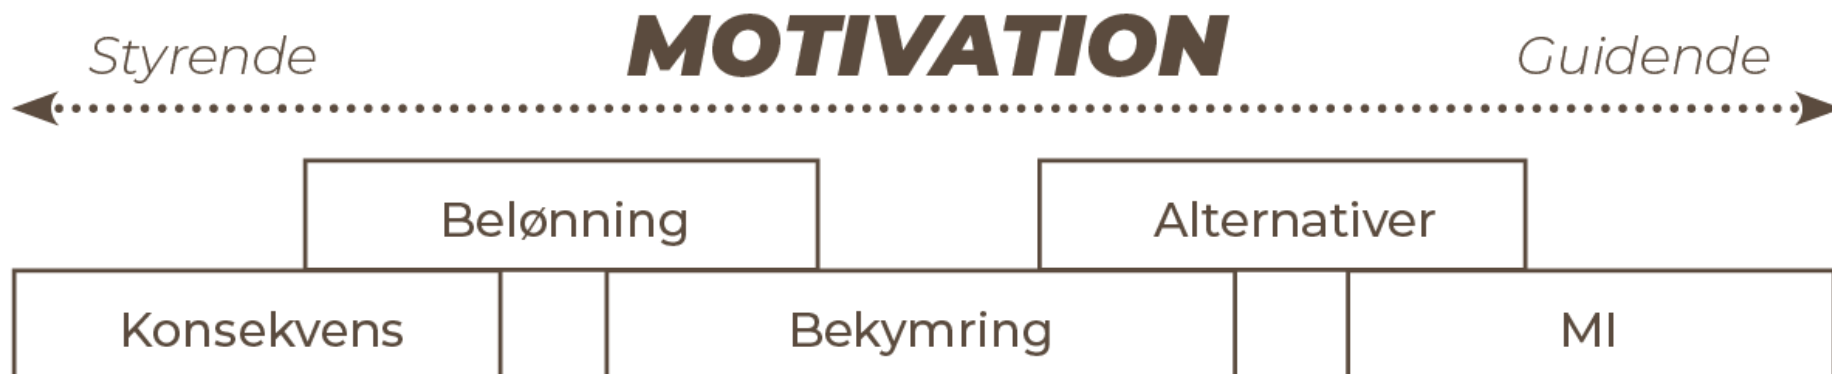 Styrende
MOTIVATION
Guidende
Belønning
Alternativer
Konsekvens
Bekymring
MI